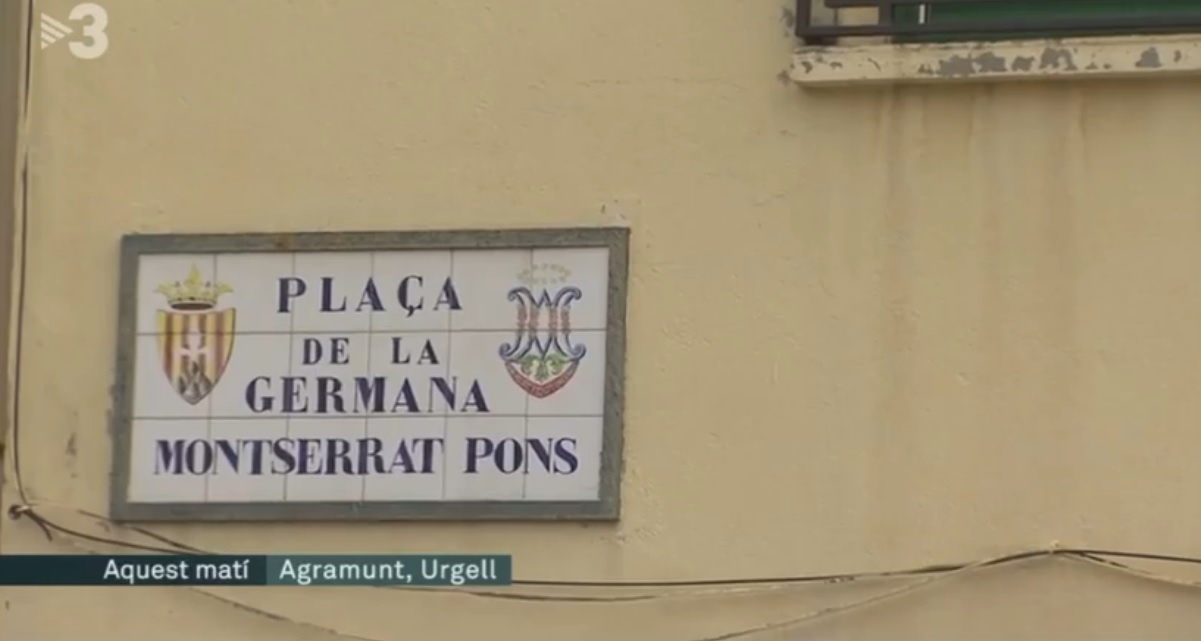 3
PLAÇA
DE LA
GERMANA
MONTSERRAT PONS
Aquest matí Agramunt, Urgell